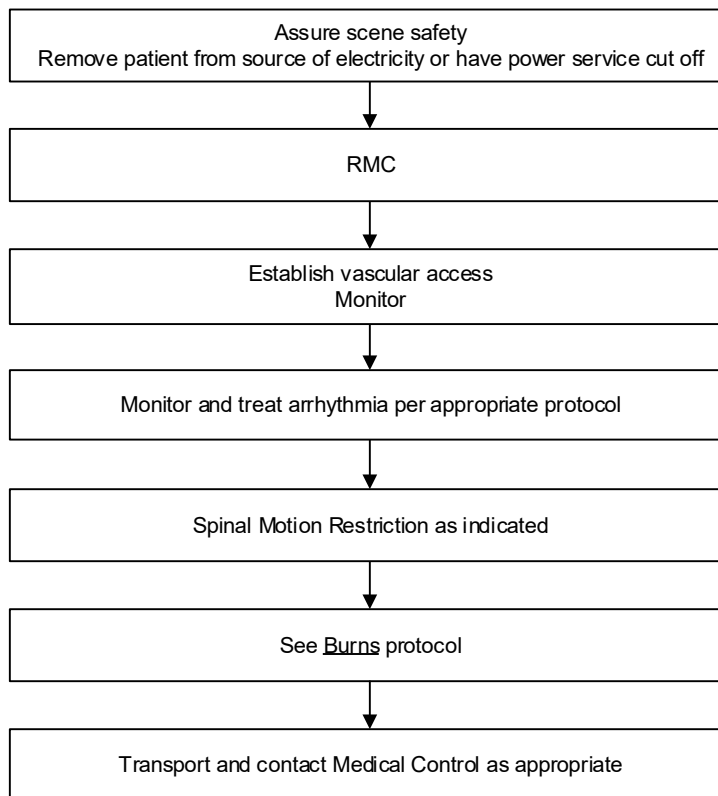 Assure scene safety
Remove patient from source of electricity or have power service cut off
RMC
Establish vascular access
Monitor
Monitor and treat arrhythmia per appropriate protocol
Spinal Motion Restriction as indicated
See Burns protocol
Transport and contact Medical Control as appropriate